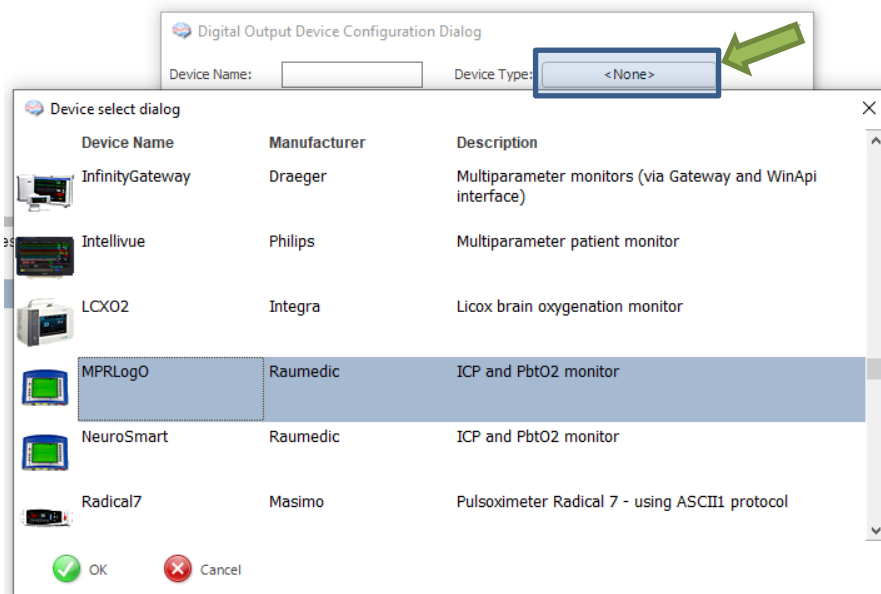 Digital Output Device Configuration Dialog
Device Name: Device Type: <None>
Device select dialog
Device Name Manufacturer Description
InfinityGateway Draeger Multiparameter monitors (via Gateway and WinApi
interface)
Intellivue Philips Multiparameter patient monitor
LCXO2 Integra Licox brain oxygenation monitor
MPRLogO Raumedic ICP and PbtO2 monitor
NeuroSmart Raumedic ICP and PbtO2 monitor
Radical7 Masimo Pulsoximeter Radical 7 - using ASCII1 protocol
OK Cancel